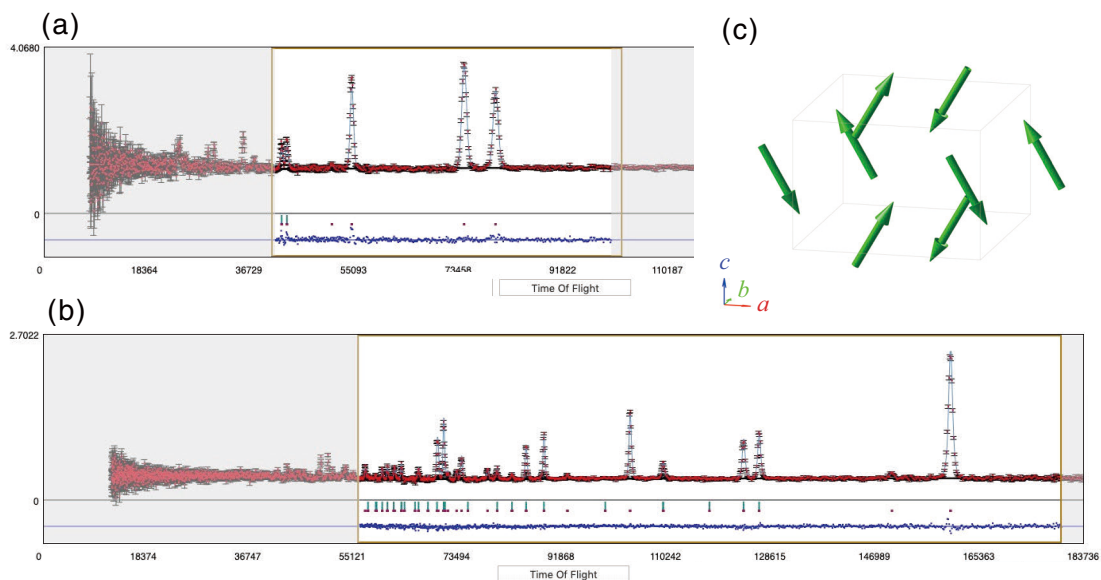 (a)
4.0680
0
0 18364 36729 55093 73458 91822 110187
Time Of Flight
(c)
c
b
a
(b)
2.7022
0
0 18374 36747 55121 73494 91868 110242 128615 146989 165363 183736
Time Of Flight